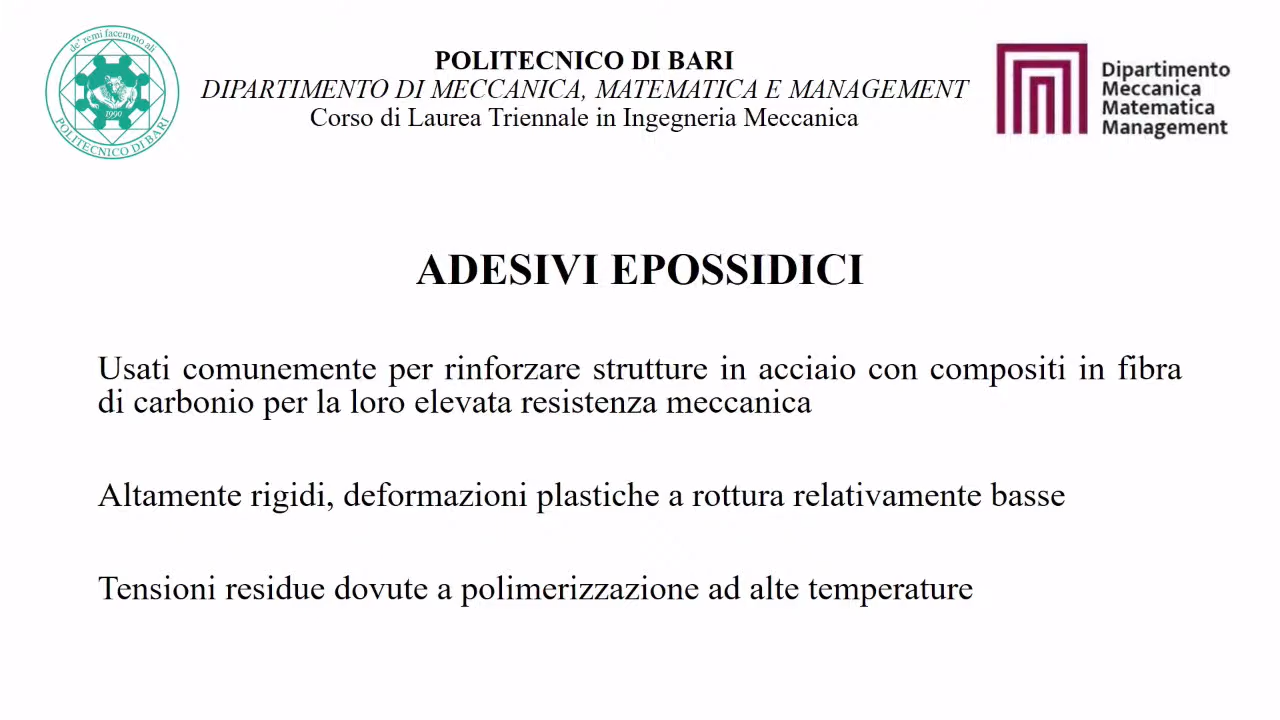 de' remi facemmo ali
1990
POLITECNICO DI BARI
POLITECNICO DI BARI
DIPARTIMENTO DI MECCANICA, MATEMATICA E MANAGEMENT
Corso di Laurea Triennale in Ingegneria Meccanica
Dipartimento
Meccanica
Matematica
Management
ADESIVI EPOSSIDICI
Usati comunemente per rinforzare strutture in acciaio con compositi in fibra
di carbonio per la loro elevata resistenza meccanica
Altamente rigidi, deformazioni plastiche a rottura relativamente basse
Tensioni residue dovute a polimerizzazione ad alte temperature